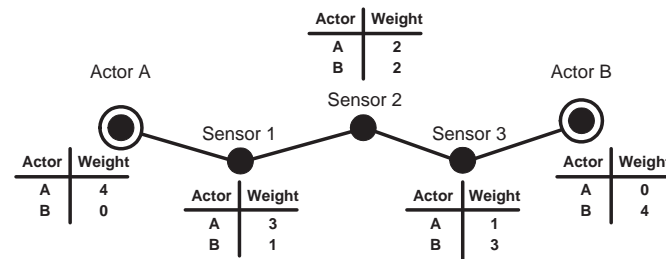 Actor Weight
A 2
B 2
Actor A
Actor B
Sensor 2
Sensor 1
Sensor 3
Actor Weight
A 4
B 0
Actor Weight
A 3
B 1
Actor Weight
A 1
B 3
Actor Weight
A 0
B 4